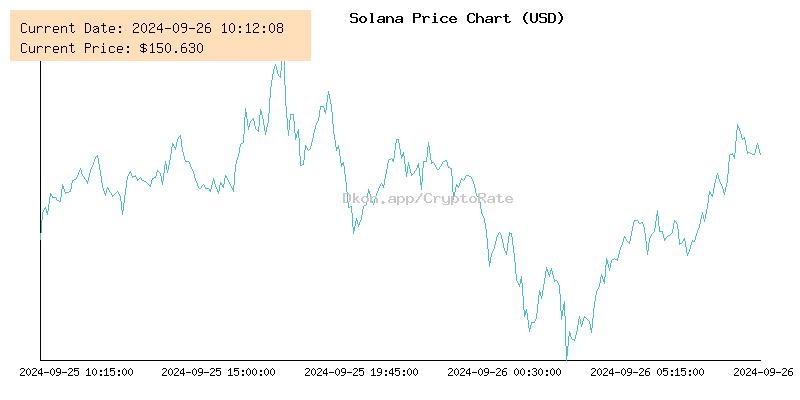 Solana Price Chart (USD)
Current Date: 2024-09-26 10:12:08
Current Price: $150.630
Dkon.app/CryptoRate
2024-09-25 10:15:00
2024-09-25 15:00:00
2024-09-25 19:45:00
2024-09-26 00:30:00
2024-09-26 05:15:00
2024-09-26